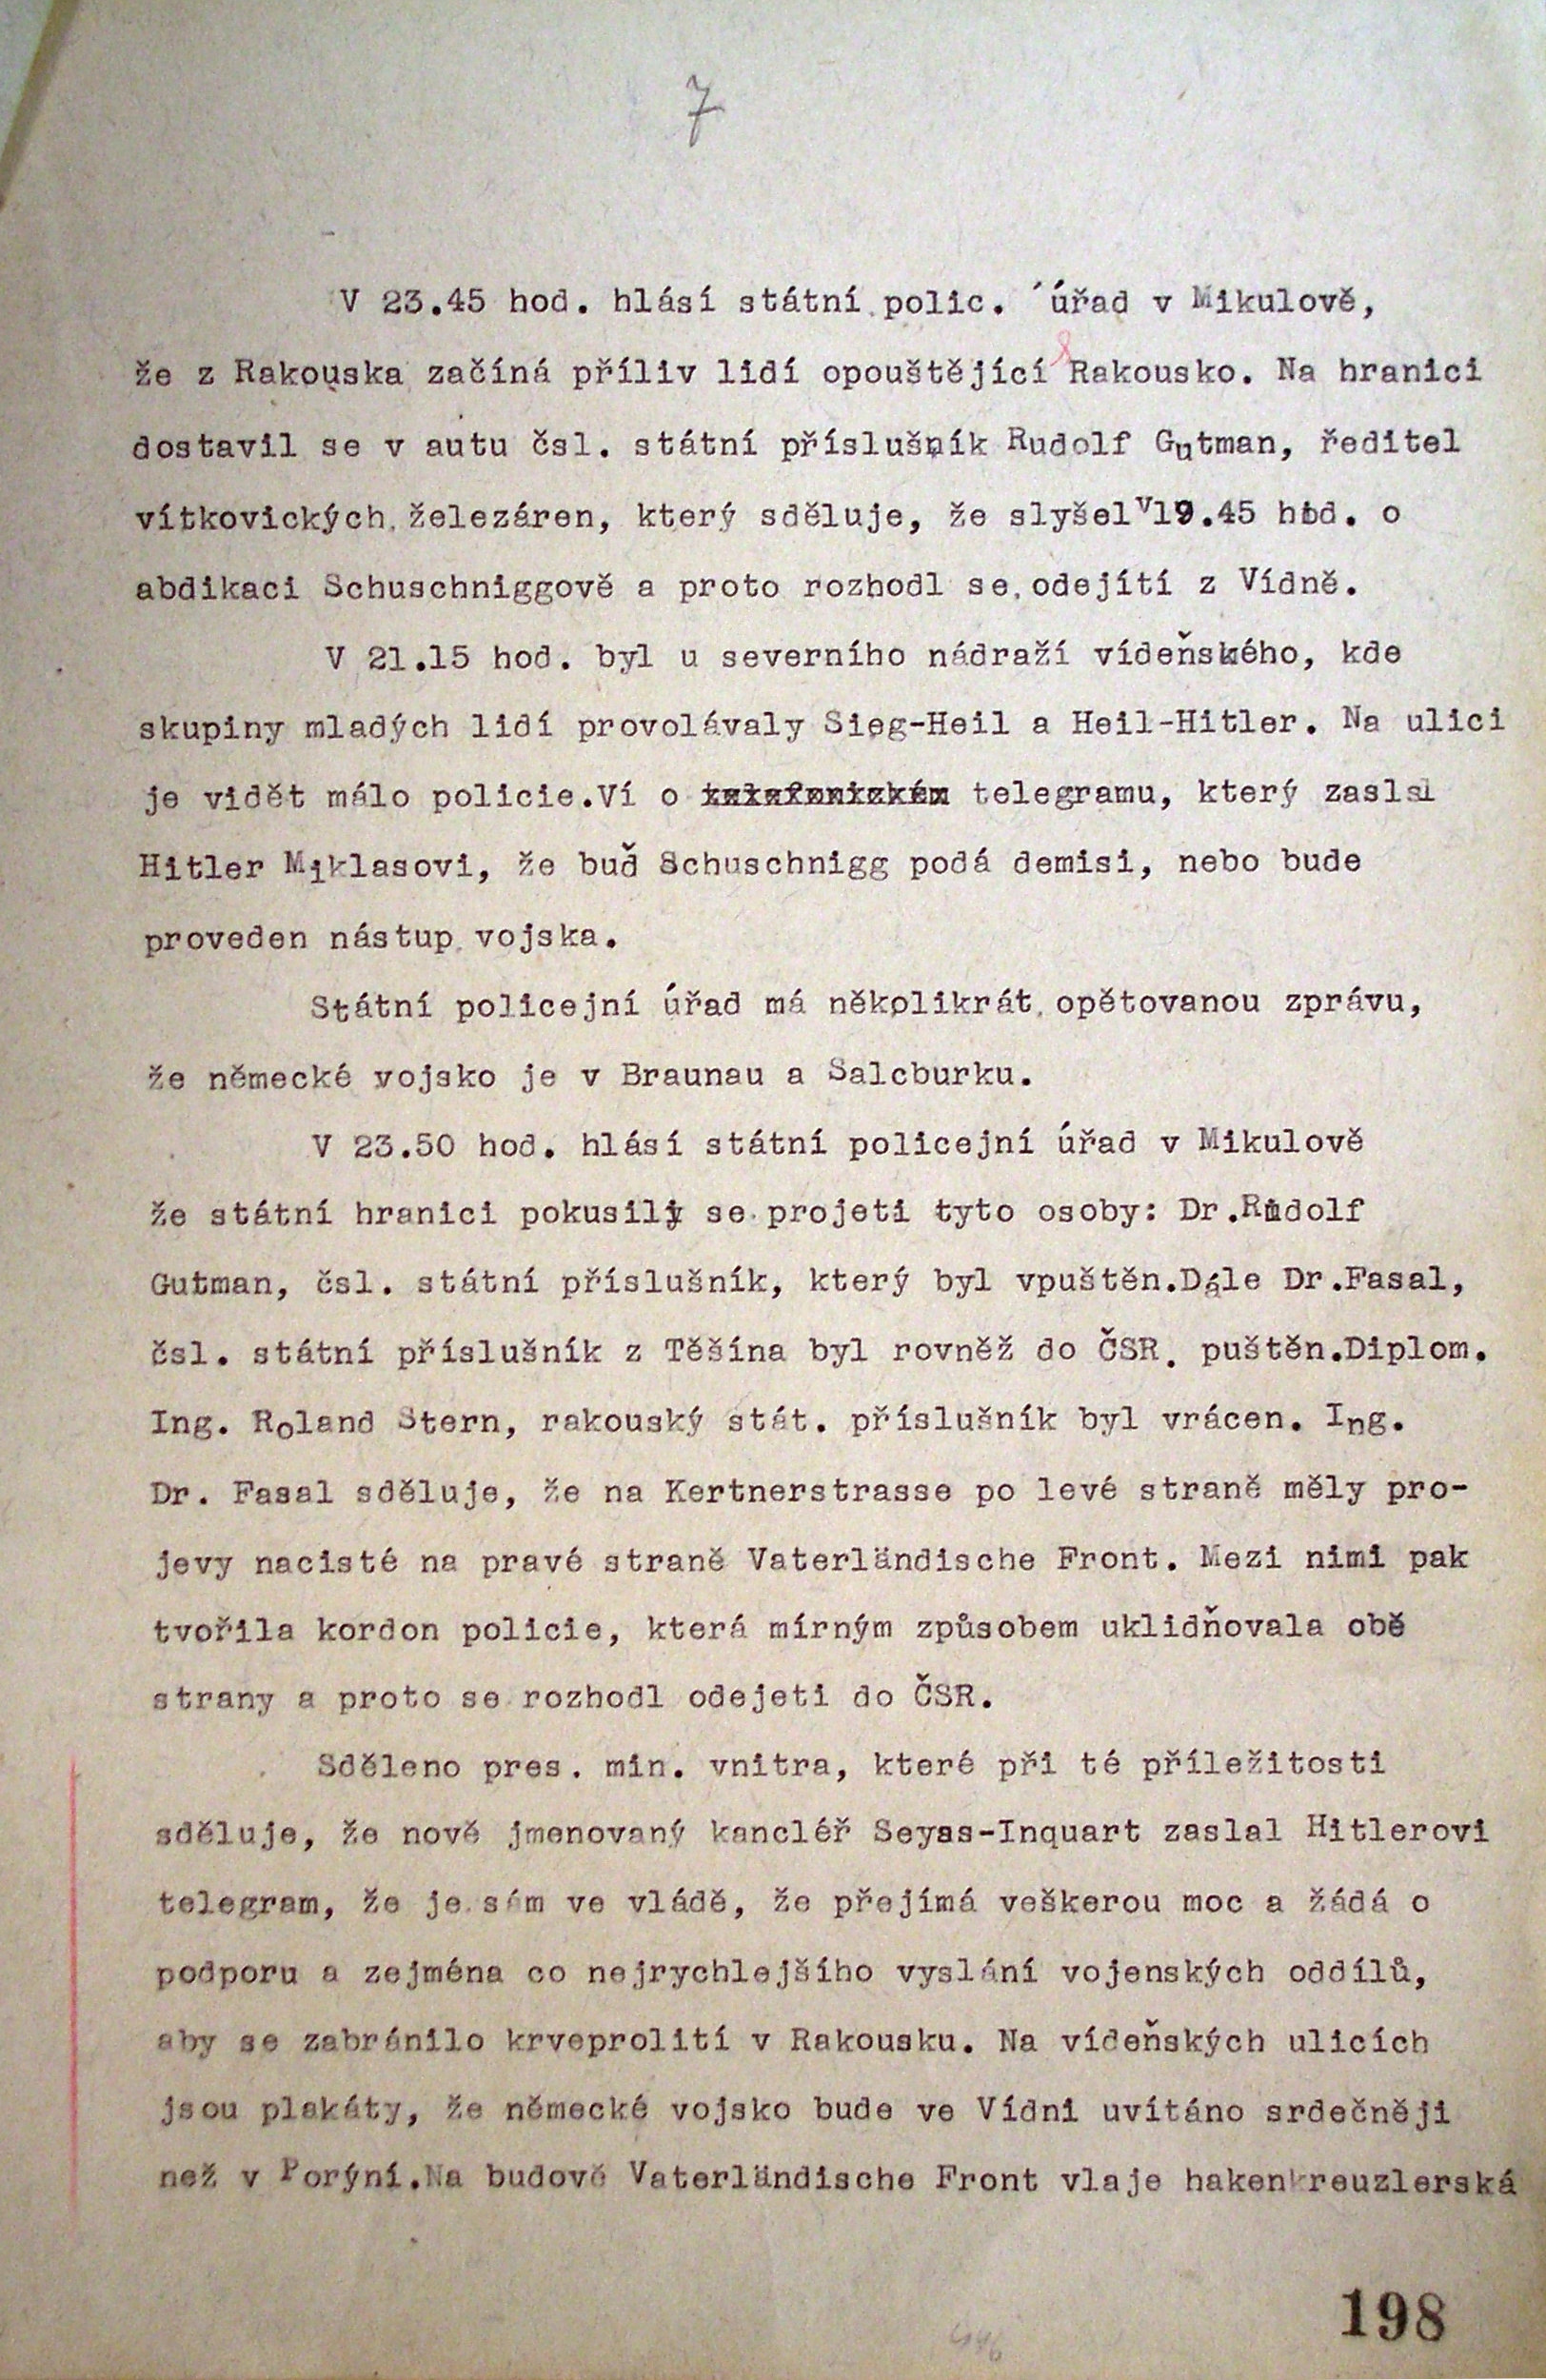 7
V 23.45 hod. hlásí státní polic. úřad v Mikulově,
že z Rakouska začíná příliv lidí opouštějící Rakousko. Na hranici
dostavil se v autu čsl. státní příslušník Rudolf Gutman, ředitel
vítkovických železáren, který sděluje, že slyšel v 19.45 hod. o
abdikaci Schuschniggově a proto rozhodl se odejítí z Vídně.
V 21.15 hod. byl u severního nádraží vídeňského, kde
skupiny mladých lidí provolávaly Sieg-Heil a Heil-Hitler. Na ulici
je vidět málo policie.Ví o telegramu, který zaslal
Hitler Miklasovi, že buď Schuschnigg podá demisi, nebo bude
proveden nástup vojska.
Státní policejní úřad má několikrát opětovanou zprávu,
že německé vojsko je v Braunau a Salcburku.
V 23.50 hod. hlásí státní policejní úřad v Mikulově
že státní hranici pokusily se projeti tyto osoby: Dr.Rudolf
Gutman, čsl. státní příslušník, který byl vpuštěn.Dále Dr.Fasal,
čsl. státní příslušník z Těšína byl rovněž do ČSR. puštěn.Diplom.
Ing. Roland Stern, rakouský stát. příslušník byl vrácen. Ing.
Dr. Fasal sděluje, že na Kertnerstrasse po levé straně měly pro-
jevy nacisté na pravé straně Vaterländische Front. Mezi nimi pak
tvořila kordon policie, která mírným způsobem uklidňovala obě
strany a proto se rozhodl odejeti do ČSR.
Sděleno pres. min. vnitra, které při té příležitosti
sděluje, že nově jmenovaný kancléř Seyss-Inquart zaslal Hitlerovi
telegram, že je sám ve vládě, že přejímá veškerou moc a žádá o
podporu a zejména co nejrychlejšího vyslání vojenských oddílů,
aby se zabránilo krveprolití v Rakousku. Na vídeňských ulicích
jsou plakáty, že německé vojsko bude ve Vídni uvítáno srdečněji
než v Porýní.Na budově Vaterländische Front vlaje hakenkreuzlerská
198